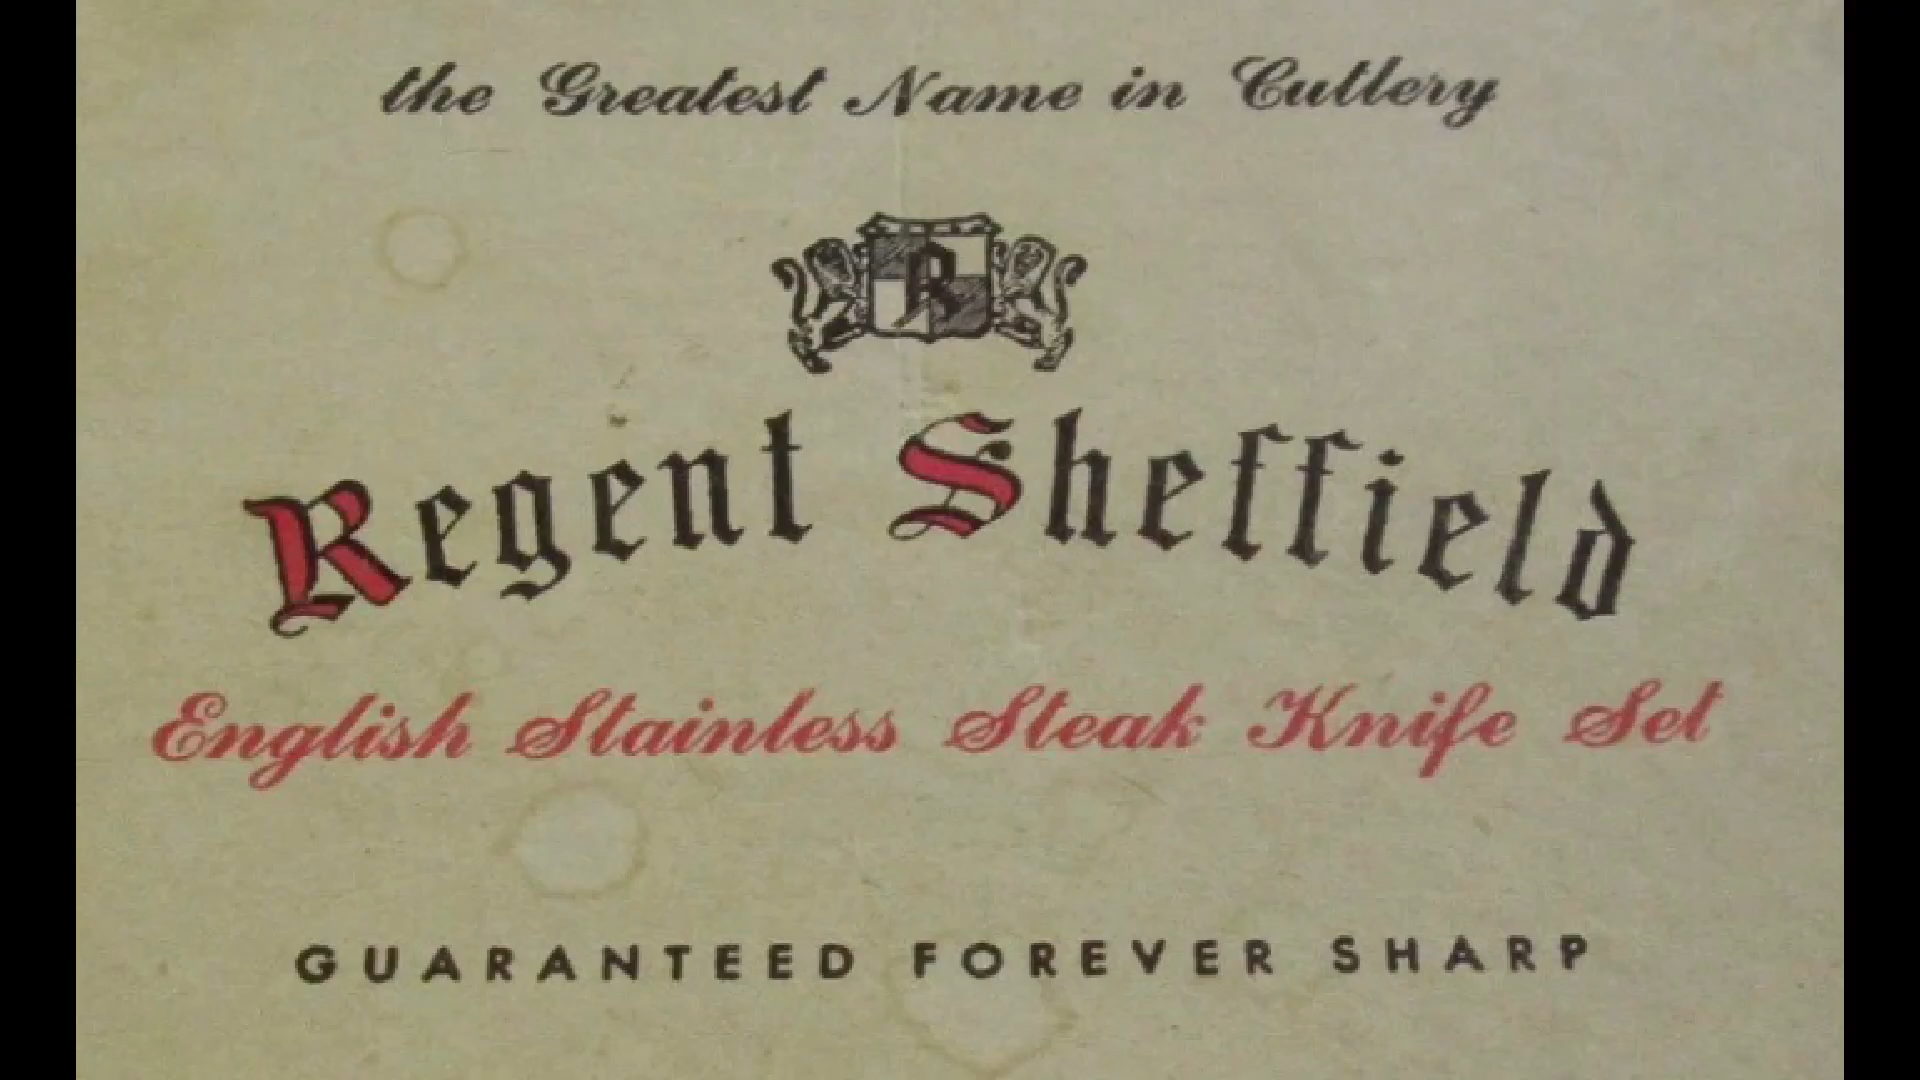 the Greatest Name in Cutlery
R
Regent Sheffield
English Stainless Steak Knife Set
GUARANTEED FOREVER SHARP